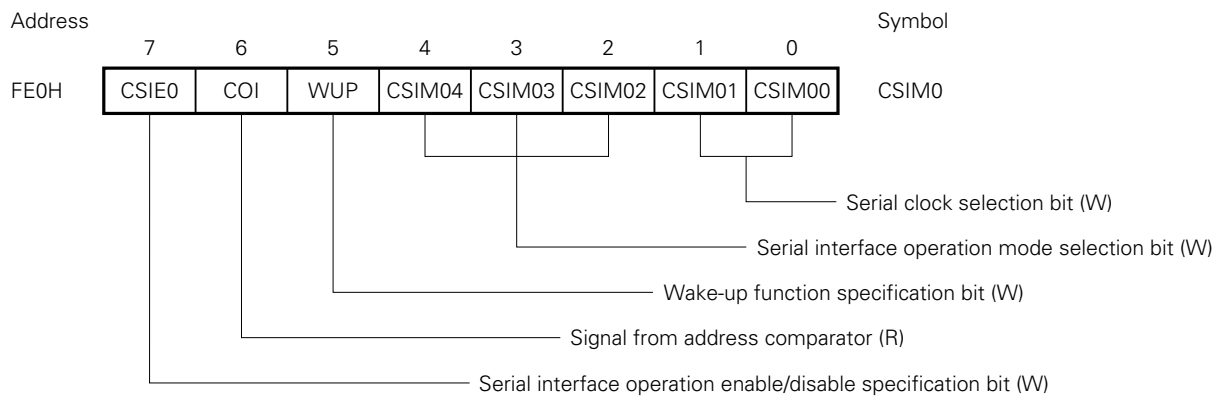 Address Symbol
7 6 5 4 3 2 1 0
FE0H CSIE0 COI WUP CSIM04 CSIM03 CSIM02 CSIM01 CSIM00 CSIM0
Serial clock selection bit (W)
Serial interface operation mode selection bit (W)
Wake-up function specification bit (W)
Signal from address comparator (R)
Serial interface operation enable/disable specification bit (W)